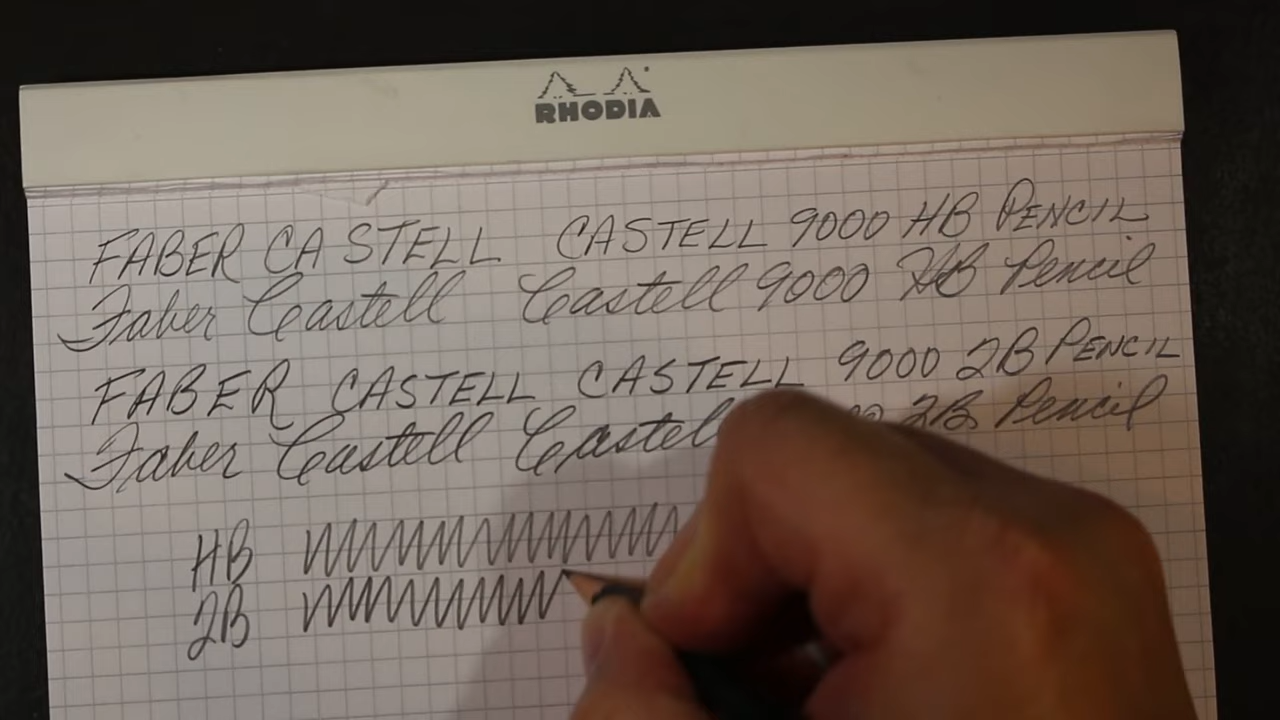 RHODIA
FABER CASTELL CASTELL 9000 HB PENCIL
Faber Castell Castell 9000 HB Pencil
FABER CASTELL CASTELL 9000 2B PENCIL
Faber Castell Castell 2B Pencil
HB
2B